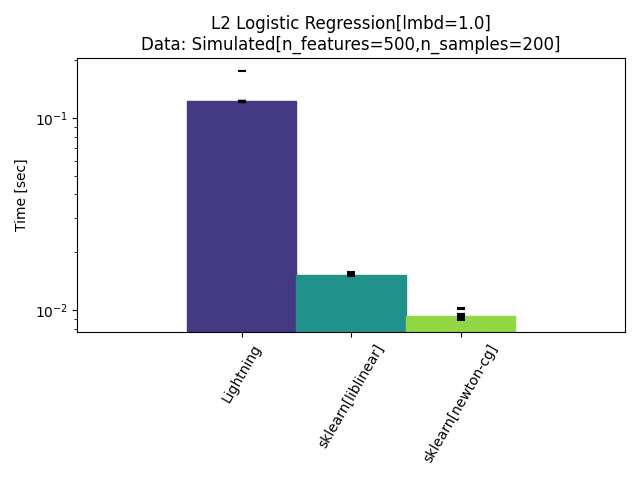 L2 Logistic Regression[lmbd=1.0]
Data: Simulated[n_features=500,n_samples=200]
Time [sec]
10⁻¹
10⁻²
Lightning
sklearn[liblinear]
sklearn[newton-cg]